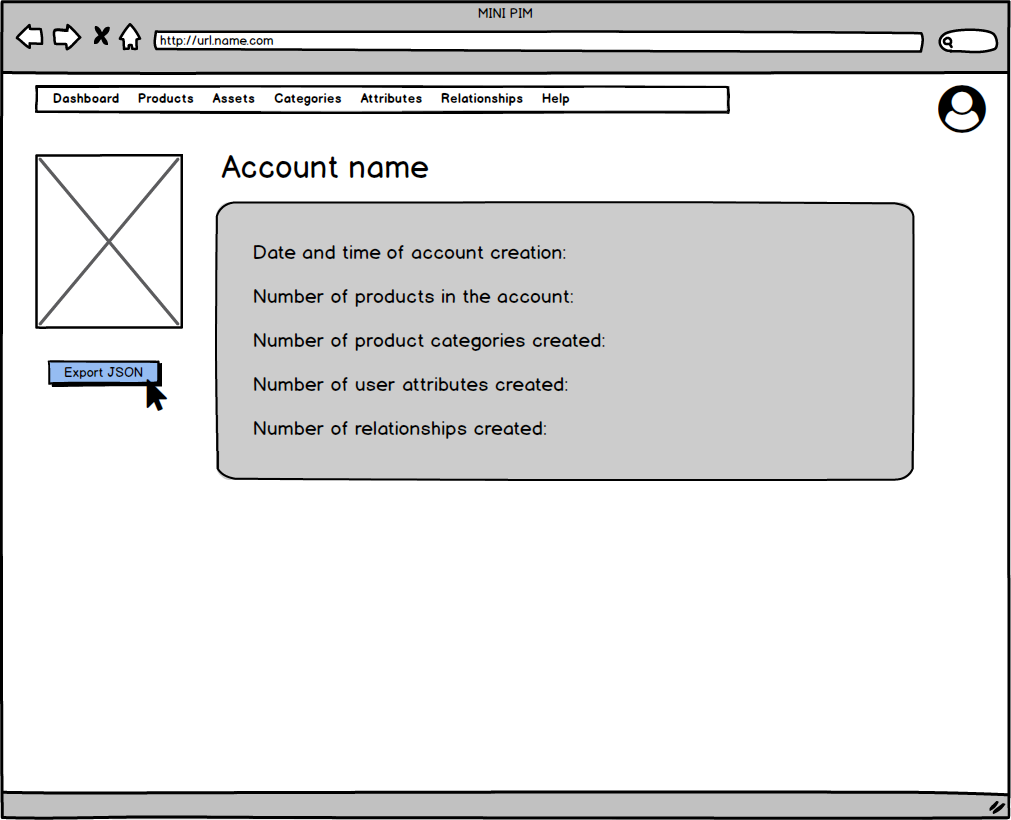 MINI PIM
http://url.name.com
Dashboard Products Assets Categories Attributes Relationships Help
Account name
Date and time of account creation:
Number of products in the account:
Number of product categories created:
Export JSON
Number of user attributes created:
Number of relationships created: